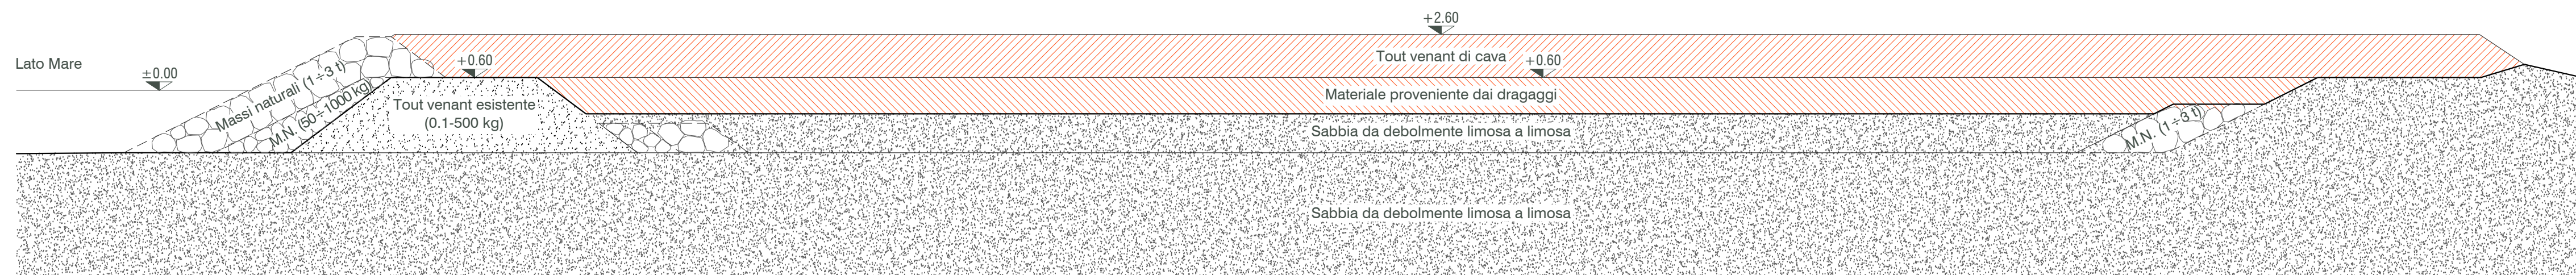 +2.60
Tout venant di cava
+0.60
+0.60
Lato Mare
±0.00
Massi naturali (1÷3 t)
M.N. (50÷1000 kg)
Tout venant esistente
(0.1-500 kg)
Materiale proveniente dai dragaggi
Sabbia da debolmente limosa a limosa
M.N. (1÷3 t)
Sabbia da debolmente limosa a limosa